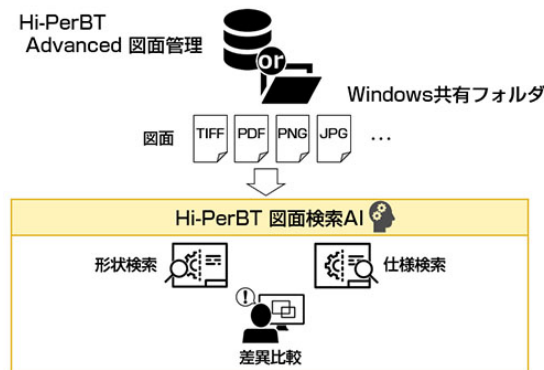 Hi-PerBT
Advanced 図面管理
or
Windows共有フォルダ
図面 TIFF PDF PNG JPG …
Hi-PerBT 図面検索AI
形状検索 仕様検索
!
差異比較